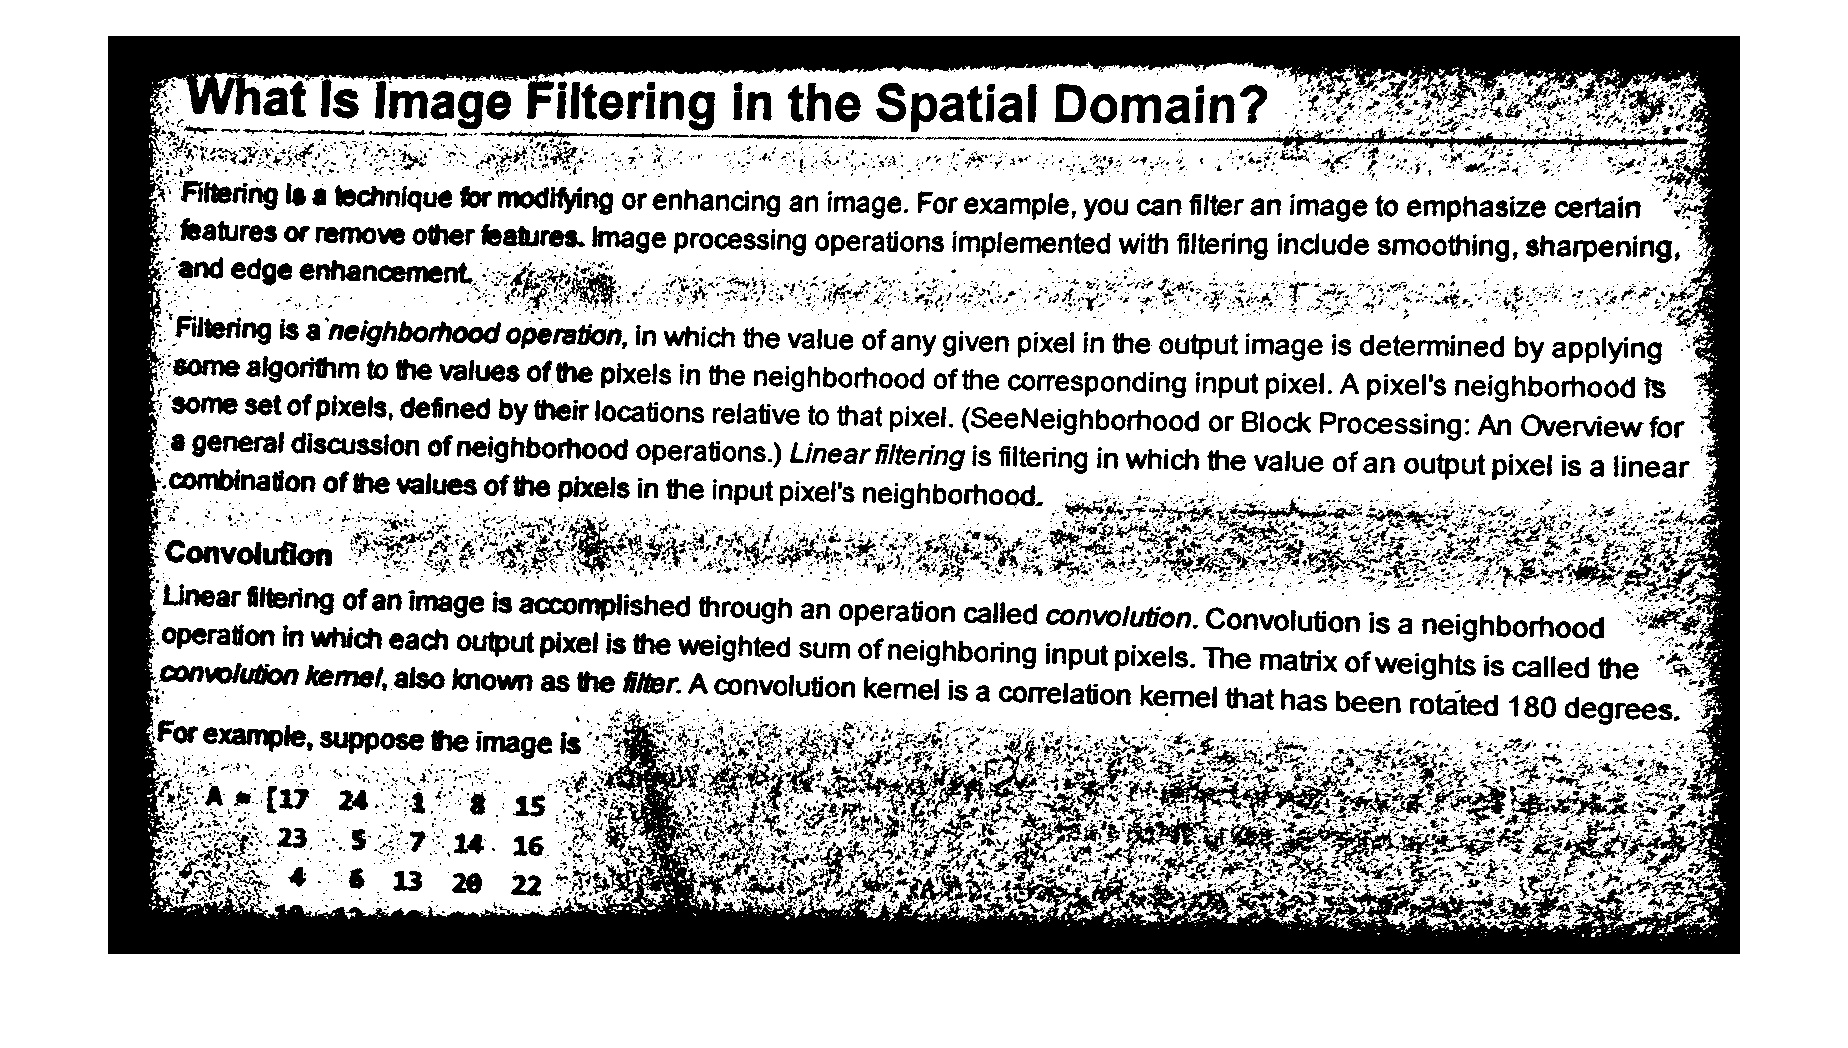 What Is Image Filtering in the Spatial Domain?
Filtering is a technique for modifying or enhancing an image. For example, you can filter an image to emphasize certain
features or remove other features. Image processing operations implemented with filtering include smoothing, sharpening,
and edge enhancement.
Filtering is a neighborhood operation, in which the value of any given pixel in the output image is determined by applying
some algorithm to the values of the pixels in the neighborhood of the corresponding input pixel. A pixel's neighborhood is
some set of pixels, defined by their locations relative to that pixel. (SeeNeighborhood or Block Processing: An Overview for
a general discussion of neighborhood operations.) Linear filtering is filtering in which the value of an output pixel is a linear
combination of the values of the pixels in the input pixel's neighborhood.
Convolution
Linear filtering of an image is accomplished through an operation called convolution. Convolution is a neighborhood
operation in which each output pixel is the weighted sum of neighboring input pixels. The matrix of weights is called the
convolution kernel, also known as the filter. A convolution kernel is a correlation kernel that has been rotated 180 degrees.
For example, suppose the image is
A = [17 24 1 8 15
23 5 7 14 16
4 6 13 20 22